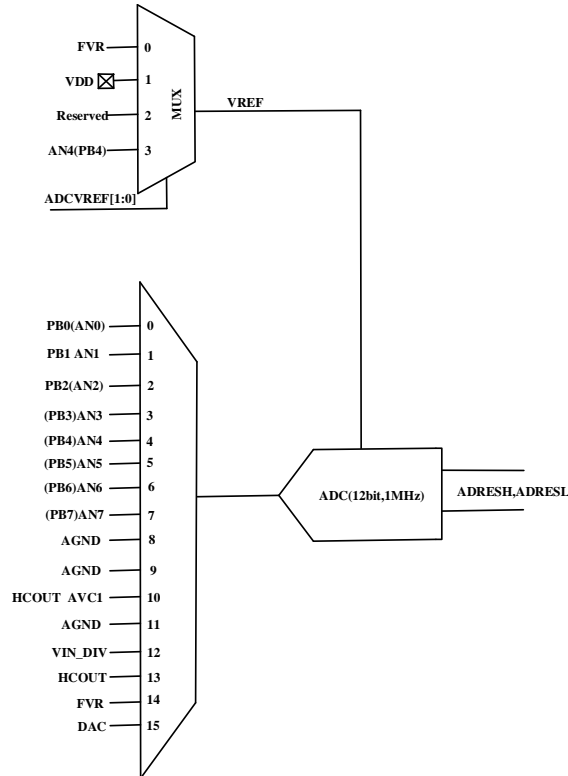 FVR 0
VDD 1
Reserved 2
AN4(PB4) 3
MUX
VREF
ADCVREF[1:0]
PB0(AN0) 0
PB1 AN1 1
PB2(AN2) 2
(PB3)AN3 3
(PB4)AN4 4
(PB5)AN5 5
(PB6)AN6 6
(PB7)AN7 7
AGND 8
AGND 9
HCOUT AVC1 10
AGND 11
VIN_DIV 12
HCOUT 13
FVR 14
DAC 15
ADC(12bit,1MHz)
ADRESH,ADRESL